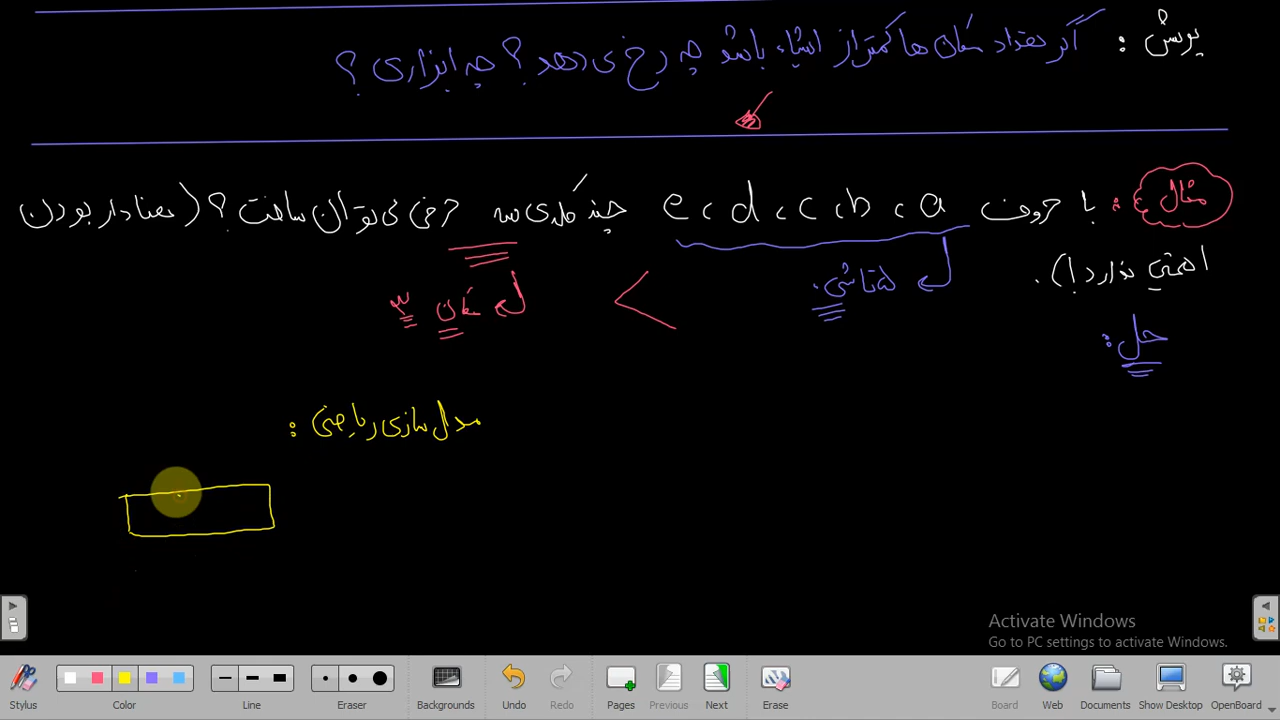 پرسش : اگر تعداد مکان ها کمتر از اشیاء باشد چه رخ می دهد؟ چه ابزاری؟
مثال : با حروف a ، b ، c ، d ، e چند کلمه‌ی سه حرفی می توان ساخت؟ (معنادار بودن
اهمیتی ندارد!).
۵ تا شئ.
۳ مکان
<
حل :
مدل سازی ریاضی :
Activate Windows
Go to PC settings to activate Windows.
Stylus
Color
Line
Eraser
Backgrounds
Undo
Redo
Pages
Previous
Next
Erase
Board
Web
Documents
Show Desktop
OpenBoard